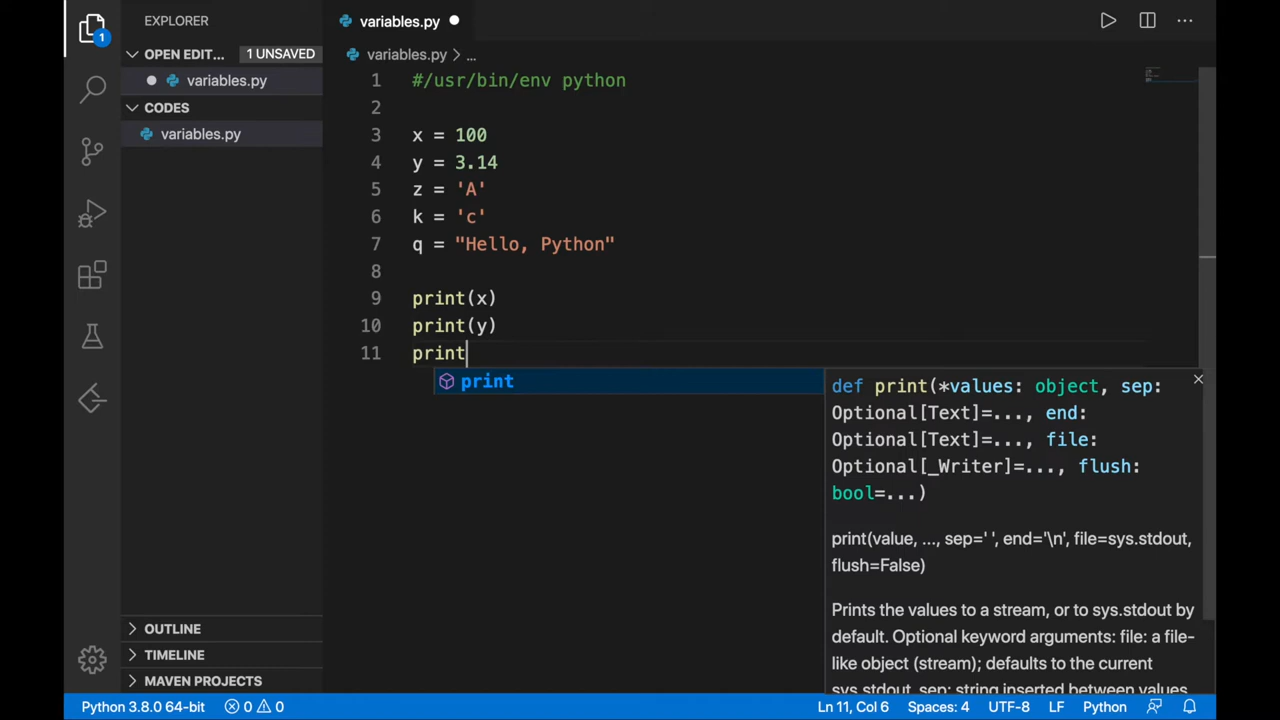 EXPLORER
variables.py
1
OPEN EDIT... 1 UNSAVED
variables.py
CODES
variables.py
variables.py > ...
1 #/usr/bin/env python
2
3 x = 100
4 y = 3.14
5 z = 'A'
6 k = 'c'
7 q = "Hello, Python"
8
9 print(x)
10 print(y)
11 print
print
def print(*values: object, sep:
Optional[Text]=..., end:
Optional[Text]=..., file:
Optional[_Writer]=..., flush:
bool=...)
print(value, ..., sep=' ', end='\n', file=sys.stdout,
flush=False)
Prints the values to a stream, or to sys.stdout by
default. Optional keyword arguments: file: a file-
like object (stream); defaults to the current
sys.stdout. sep: string inserted between values
OUTLINE
TIMELINE
MAVEN PROJECTS
Python 3.8.0 64-bit 0 0 Ln 11, Col 6 Spaces: 4 UTF-8 LF Python